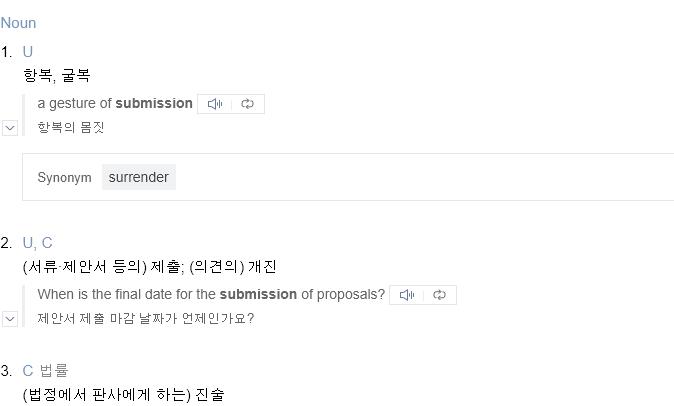 Noun
1. U
항복, 굴복
a gesture of submission
항복의 몸짓
Synonym surrender
2. U, C
(서류·제안서 등의) 제출; (의견의) 개진
When is the final date for the submission of proposals?
제안서 제출 마감 날짜가 언제인가요?
3. C 법률
(법정에서 판사에게 하는) 진술